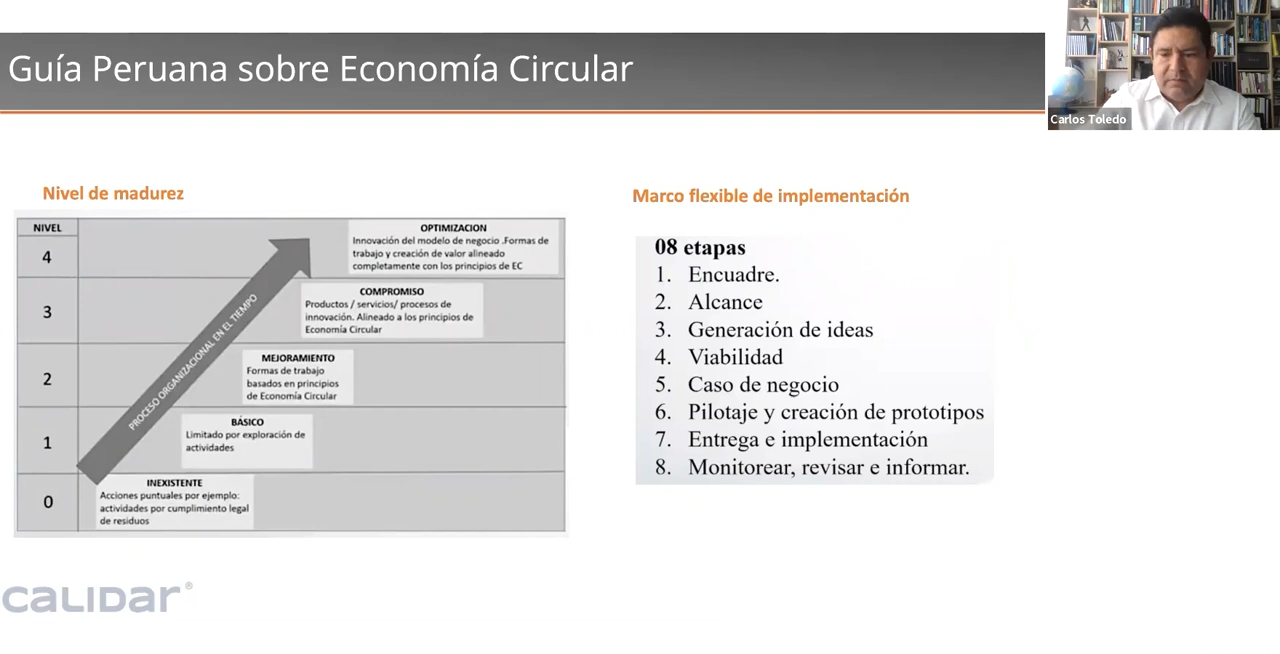 Guía Peruana sobre Economía Circular
Carlos Toledo
Nivel de madurez
NIVEL
4
OPTIMIZACION
Innovación del modelo de negocio .Formas de
trabajo y creación de valor alineado
completamente con los principios de EC
3
COMPROMISO
Productos / servicios/ procesos de
innovación. Alineado a los principios de
Economía Circular
2
MEJORAMIENTO
Formas de trabajo
basados en principios
de Economía Circular
1
BÁSICO
Limitado por exploración de
actividades
0
INEXISTENTE
Acciones puntuales por ejemplo:
actividades por cumplimiento legal
de residuos
PROCESO ORGANIZACIONAL EN EL TIEMPO
Marco flexible de implementación
08 etapas
1. Encuadre.
2. Alcance
3. Generación de ideas
4. Viabilidad
5. Caso de negocio
6. Pilotaje y creación de prototipos
7. Entrega e implementación
8. Monitorear, revisar e informar.
CALIDAR®